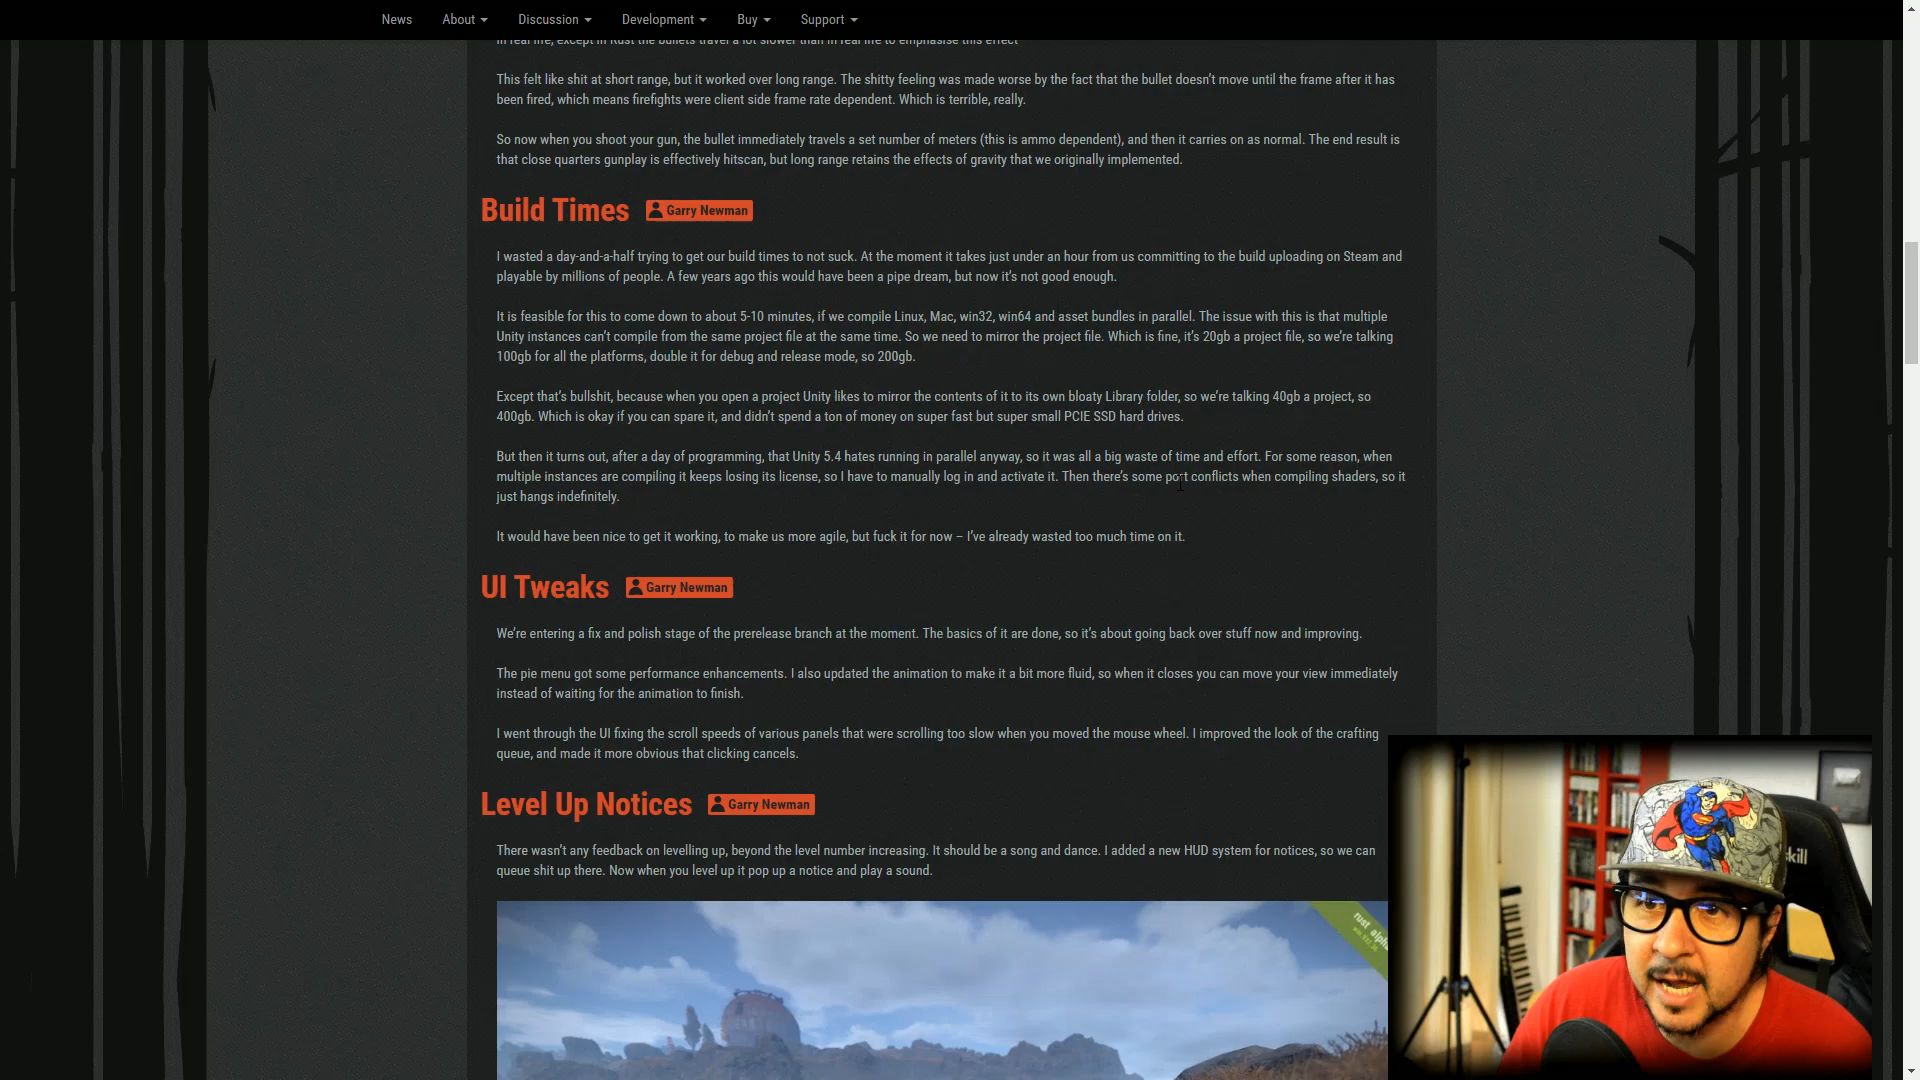 News About Discussion Development Buy Support
in real life, except in Rust the bullets travel a lot slower than in real life to emphasise this effect
This felt like shit at short range, but it worked over long range. The shitty feeling was made worse by the fact that the bullet doesn't move until the frame after it has
been fired, which means firefights were client side frame rate dependent. Which is terrible, really.
So now when you shoot your gun, the bullet immediately travels a set number of meters (this is ammo dependent), and then it carries on as normal. The end result is
that close quarters gunplay is effectively hitscan, but long range retains the effects of gravity that we originally implemented.
Build Times Garry Newman
I wasted a day-and-a-half trying to get our build times to not suck. At the moment it takes just under an hour from us committing to the build uploading on Steam and
playable by millions of people. A few years ago this would have been a pipe dream, but now it's not good enough.
It is feasible for this to come down to about 5-10 minutes, if we compile Linux, Mac, win32, win64 and asset bundles in parallel. The issue with this is that multiple
Unity instances can't compile from the same project file at the same time. So we need to mirror the project file. Which is fine, it's 20gb a project file, so we're talking
100gb for all the platforms, double it for debug and release mode, so 200gb.
Except that's bullshit, because when you open a project Unity likes to mirror the contents of it to its own bloaty Library folder, so we're talking 40gb a project, so
400gb. Which is okay if you can spare it, and didn't spend a ton of money on super fast but super small PCIE SSD hard drives.
But then it turns out, after a day of programming, that Unity 5.4 hates running in parallel anyway, so it was all a big waste of time and effort. For some reason, when
multiple instances are compiling it keeps losing its license, so I have to manually log in and activate it. Then there's some port conflicts when compiling shaders, so it
just hangs indefinitely.
It would have been nice to get it working, to make us more agile, but fuck it for now – I've already wasted too much time on it.
UI Tweaks Garry Newman
We're entering a fix and polish stage of the prerelease branch at the moment. The basics of it are done, so it's about going back over stuff now and improving.
The pie menu got some performance enhancements. I also updated the animation to make it a bit more fluid, so when it closes you can move your view immediately
instead of waiting for the animation to finish.
I went through the UI fixing the scroll speeds of various panels that were scrolling too slow when you moved the mouse wheel. I improved the look of the crafting
queue, and made it more obvious that clicking cancels.
Level Up Notices Garry Newman
There wasn't any feedback on levelling up, beyond the level number increasing. It should be a song and dance. I added a new HUD system for notices, so we can
queue shit up there. Now when you level up it pop up a notice and play a sound.
rust alpha
skill